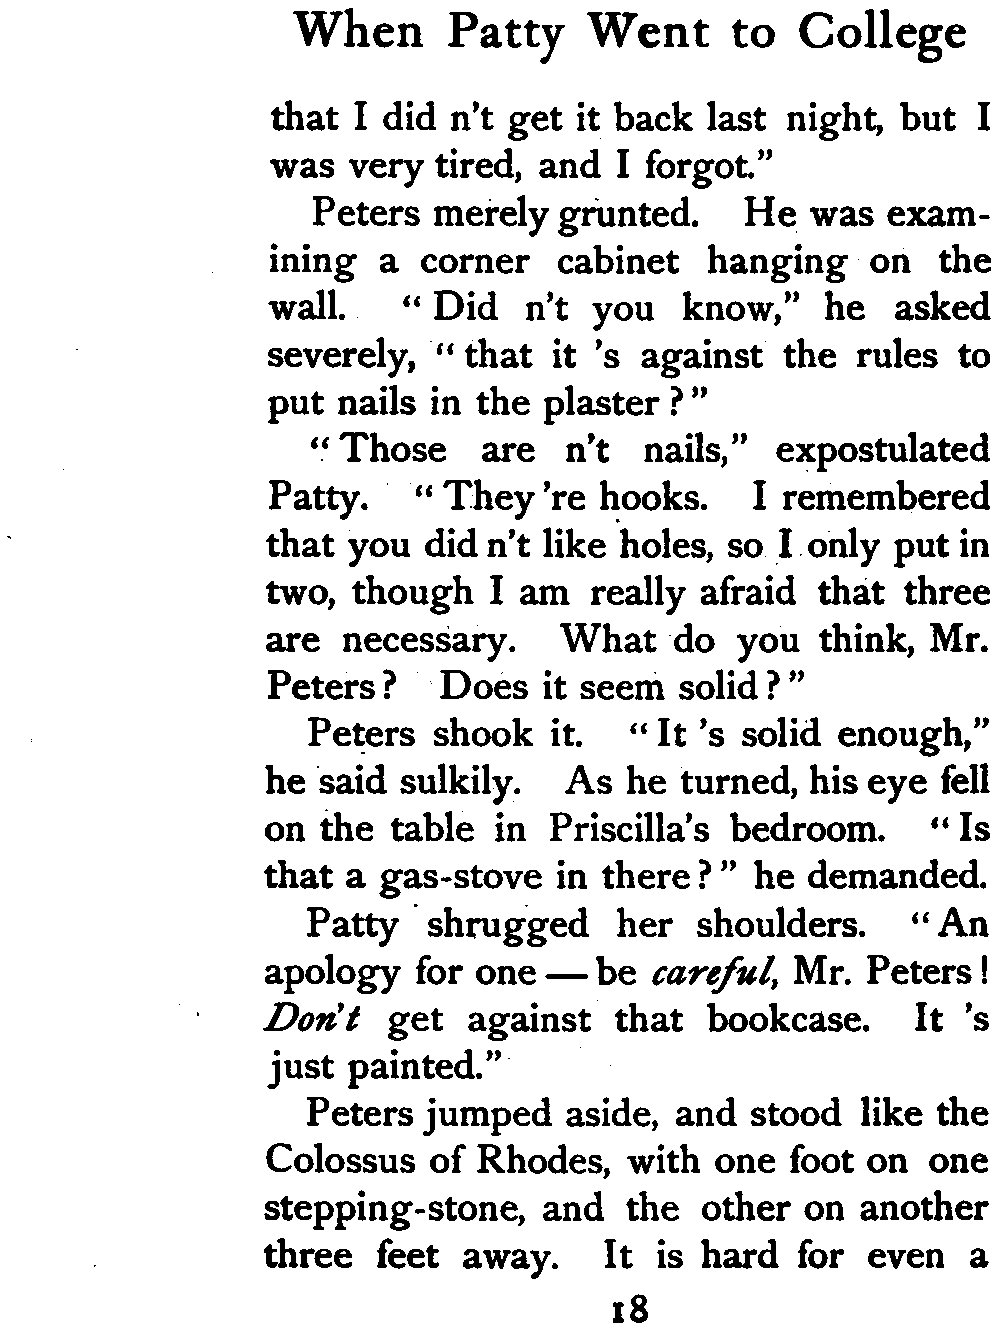 When Patty Went to College
that I did n't get it back last night, but I
was very tired, and I forgot."
Peters merely grunted. He was exam-
ining a corner cabinet hanging on the
wall. "Did n't you know," he asked
severely, "that it 's against the rules to
put nails in the plaster?"
"Those are n't nails," expostulated
Patty. "They 're hooks. I remembered
that you did n't like holes, so I only put in
two, though I am really afraid that three
are necessary. What do you think, Mr.
Peters? Does it seem solid?"
Peters shook it. "It 's solid enough,"
he said sulkily. As he turned, his eye fell
on the table in Priscilla's bedroom. "Is
that a gas-stove in there?" he demanded.
Patty shrugged her shoulders. "An
apology for one — be careful, Mr. Peters!
Don't get against that bookcase. It 's
just painted."
Peters jumped aside, and stood like the
Colossus of Rhodes, with one foot on one
stepping-stone, and the other on another
three feet away. It is hard for even a
18